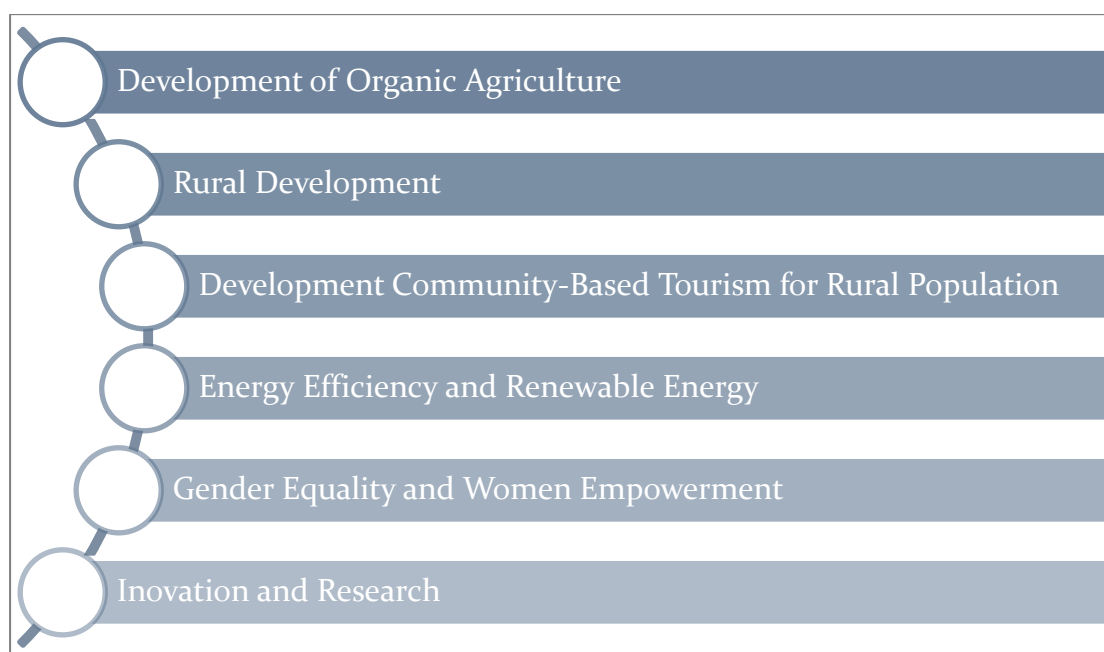 Development of Organic Agriculture
Rural Development
Development Community-Based Tourism for Rural Population
Energy Efficiency and Renewable Energy
Gender Equality and Women Empowerment
Inovation and Research